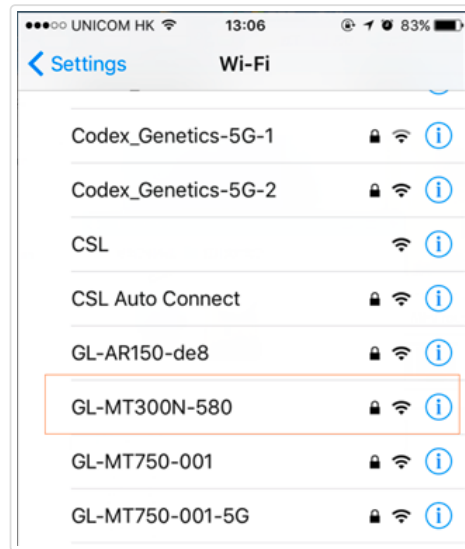 UNICOM HK 13:06 83%
Settings Wi-Fi
Codex_Genetics-5G-1
Codex_Genetics-5G-2
CSL
CSL Auto Connect
GL-AR150-de8
GL-MT300N-580
GL-MT750-001
GL-MT750-001-5G